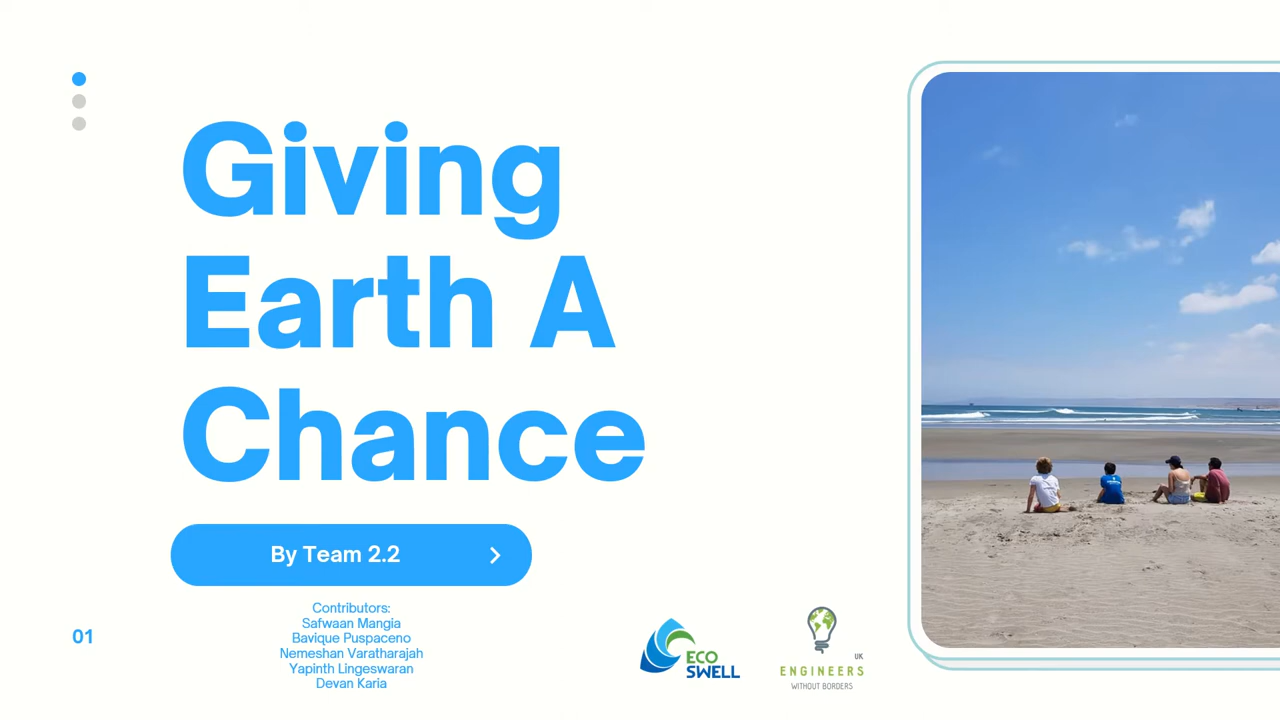 Giving
Earth A
Chance
By Team 2.2
Contributors:
Safwaan Mangia
Bavique Puspaceno
Nemeshan Varatharajah
Yapinth Lingeswaran
Devan Karia
01
ECO
SWELL
UK
ENGINEERS
WITHOUT BORDERS